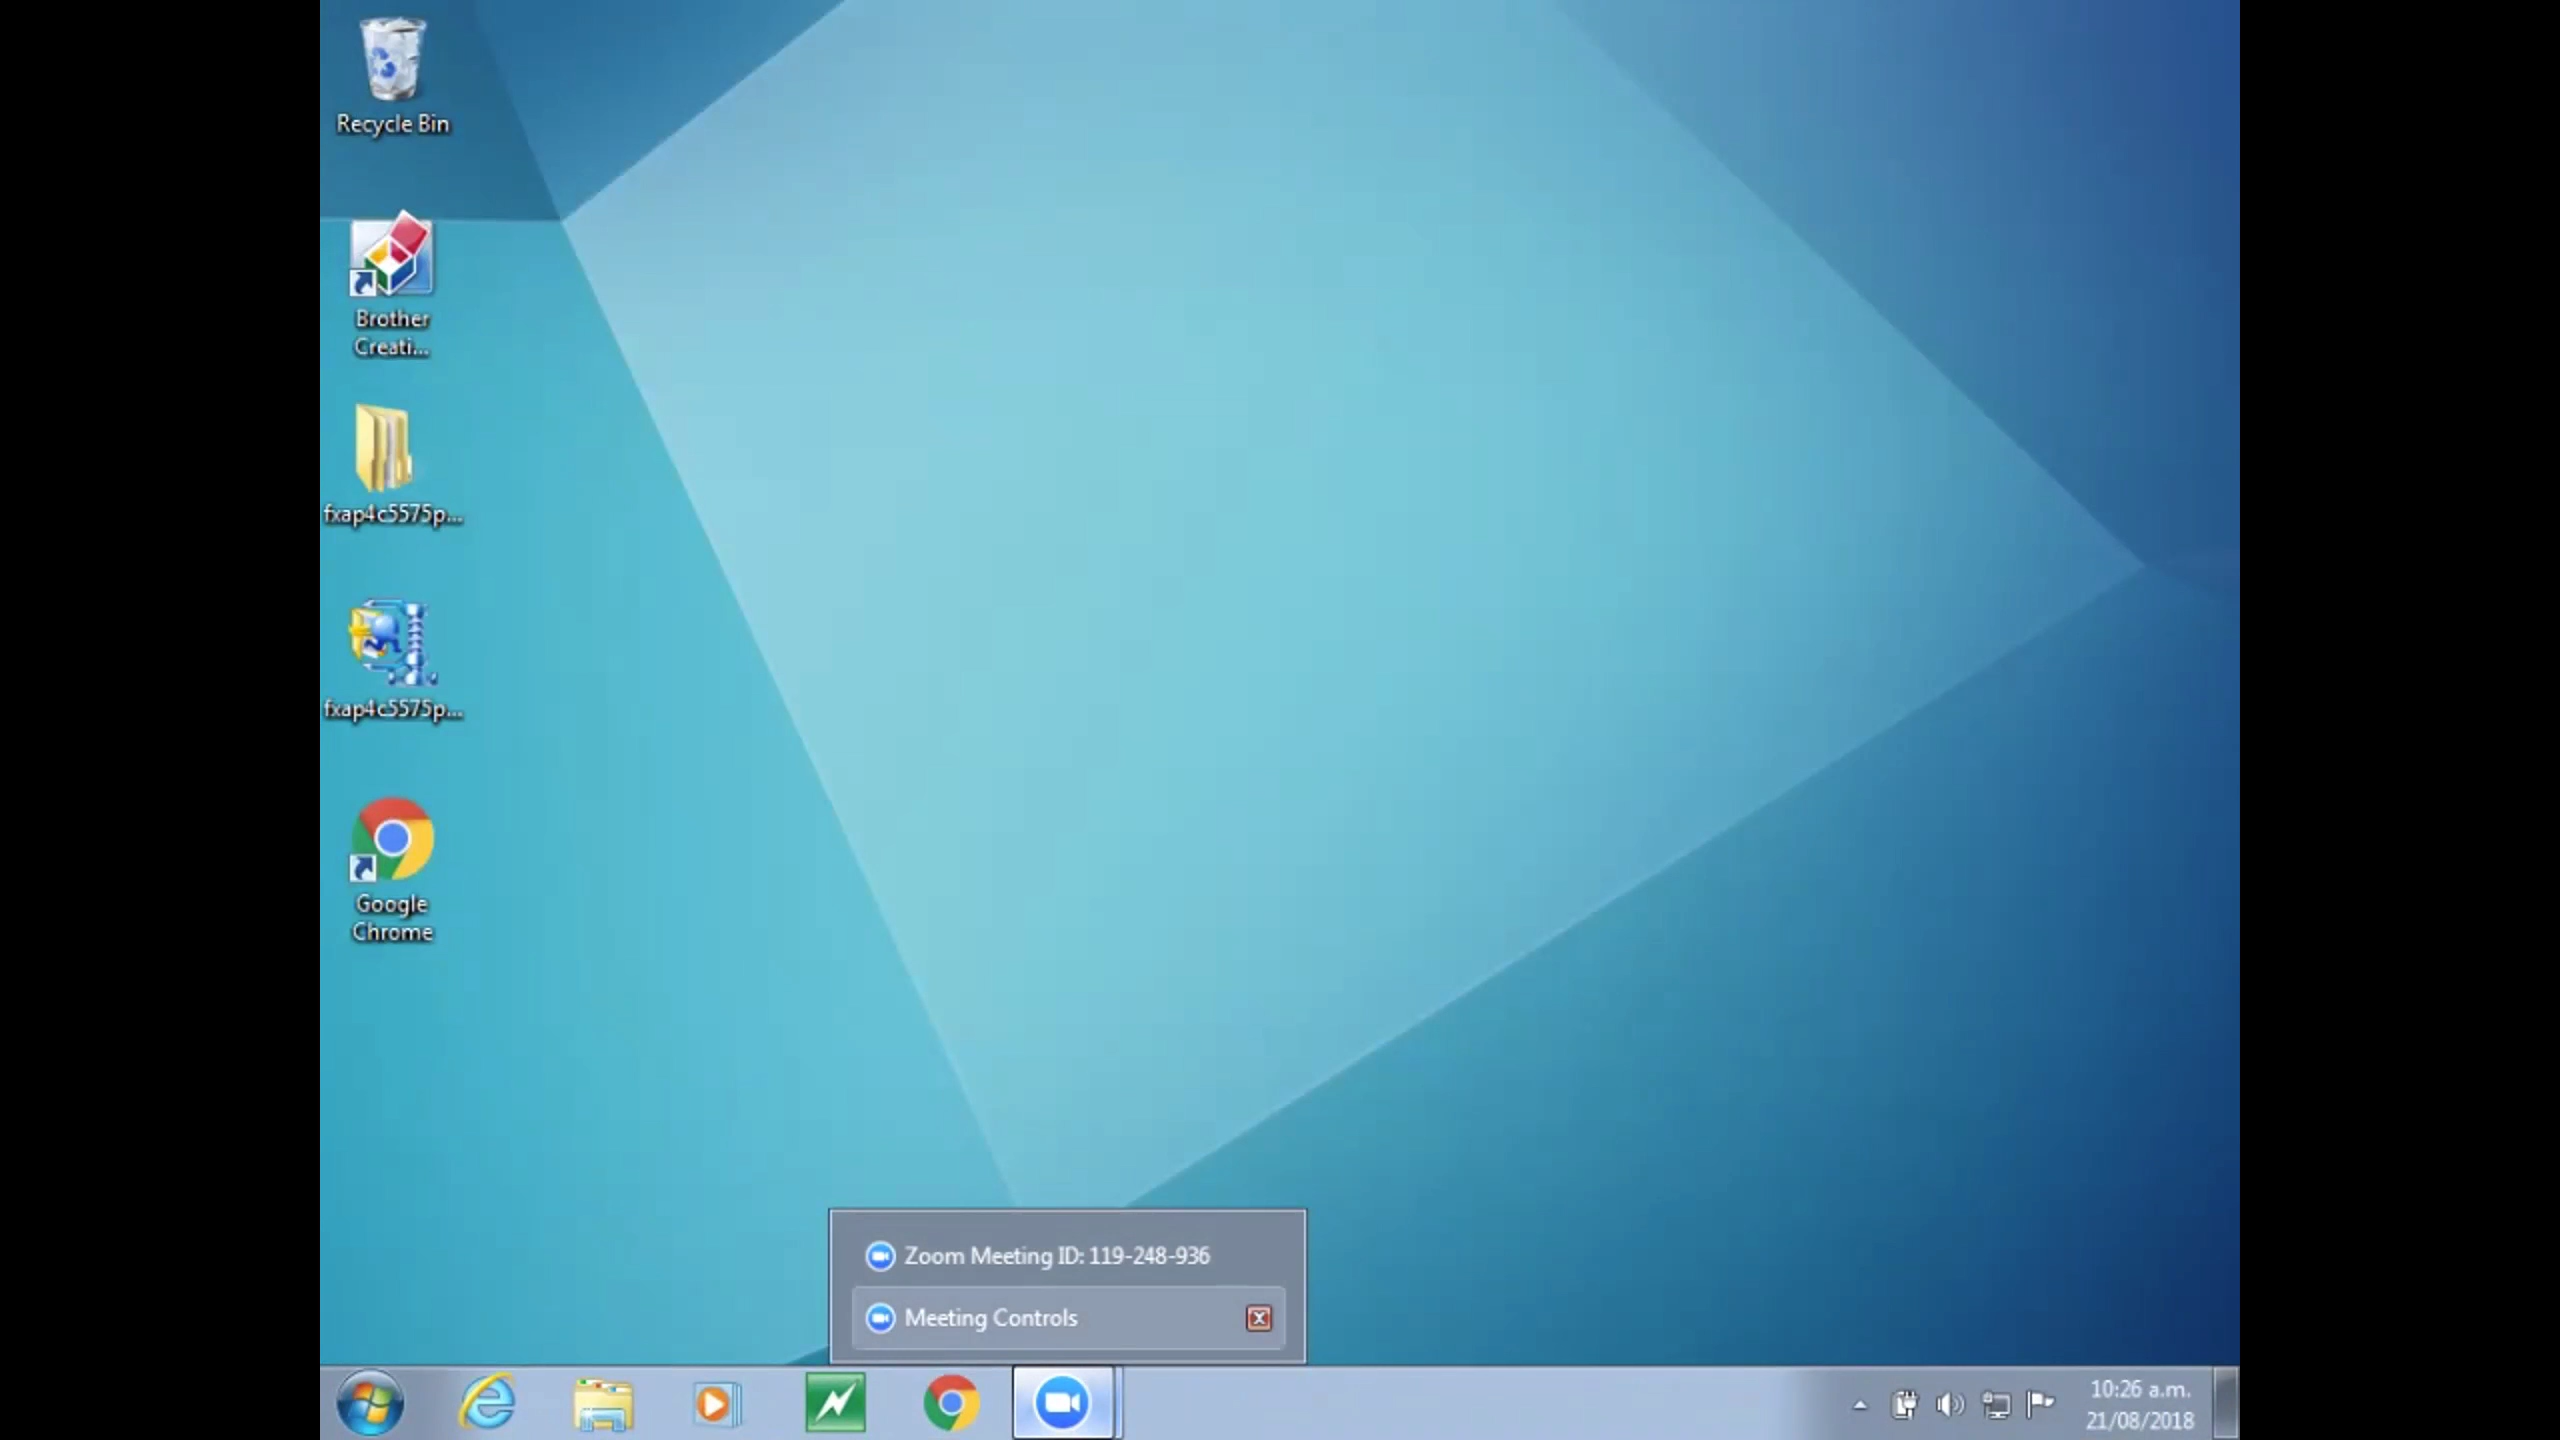 Recycle Bin
Brother
Creati...
fxap4c5575p...
fxap4c5575p...
Google
Chrome
Zoom Meeting ID: 119-248-936
Meeting Controls
10:26 a.m.
21/08/2018